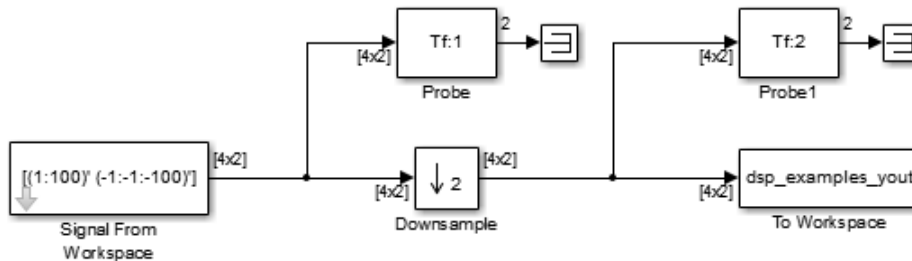 Tf:1
2
[4x2]
Probe
Tf:2
2
[4x2]
Probe1
[(1:100)' (-1:-1:-100)']
[4x2]
Signal From
Workspace
[4x2]
↓ 2
[4x2]
Downsample
[4x2]
dsp_examples_yout
To Workspace